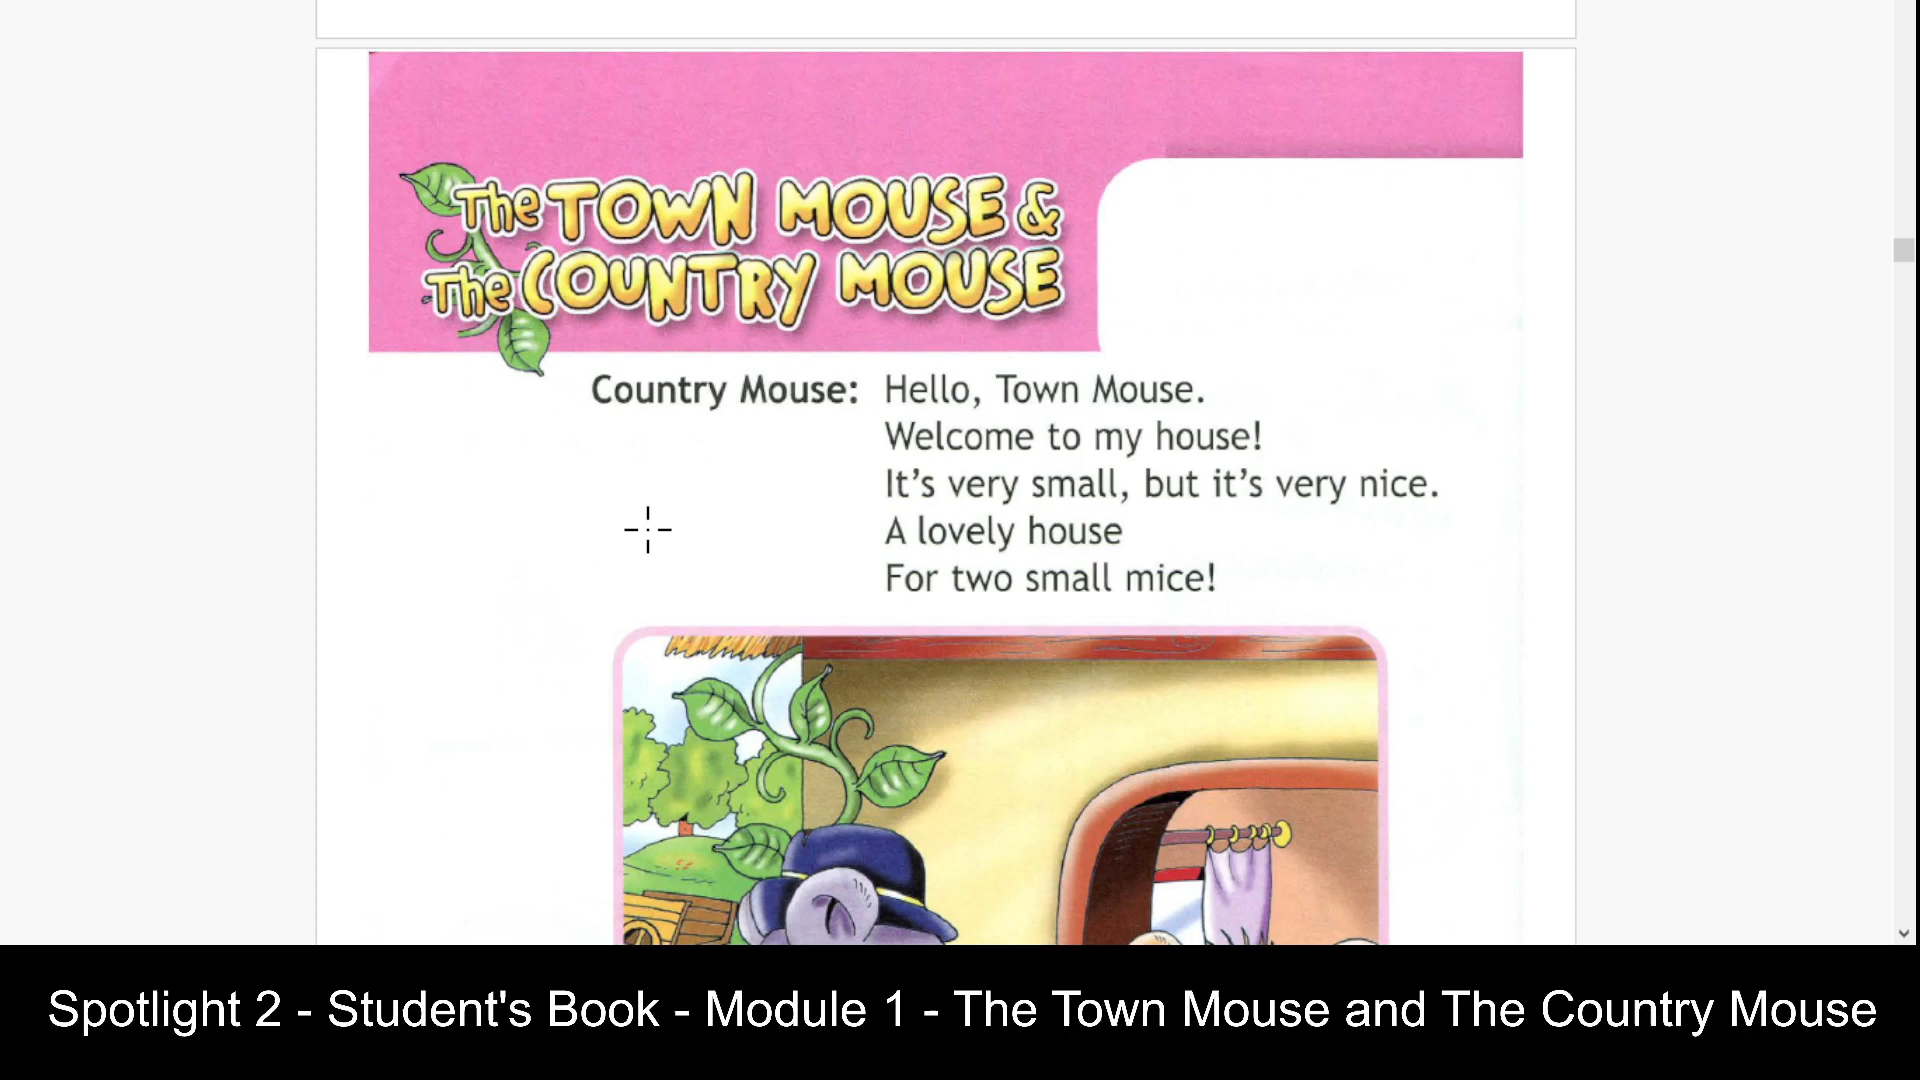 The TOWN MOUSE &
The COUNTRY MOUSE
Country Mouse: Hello, Town Mouse.
Welcome to my house!
It's very small, but it's very nice.
A lovely house
For two small mice!
Spotlight 2 - Student's Book - Module 1 - The Town Mouse and The Country Mouse